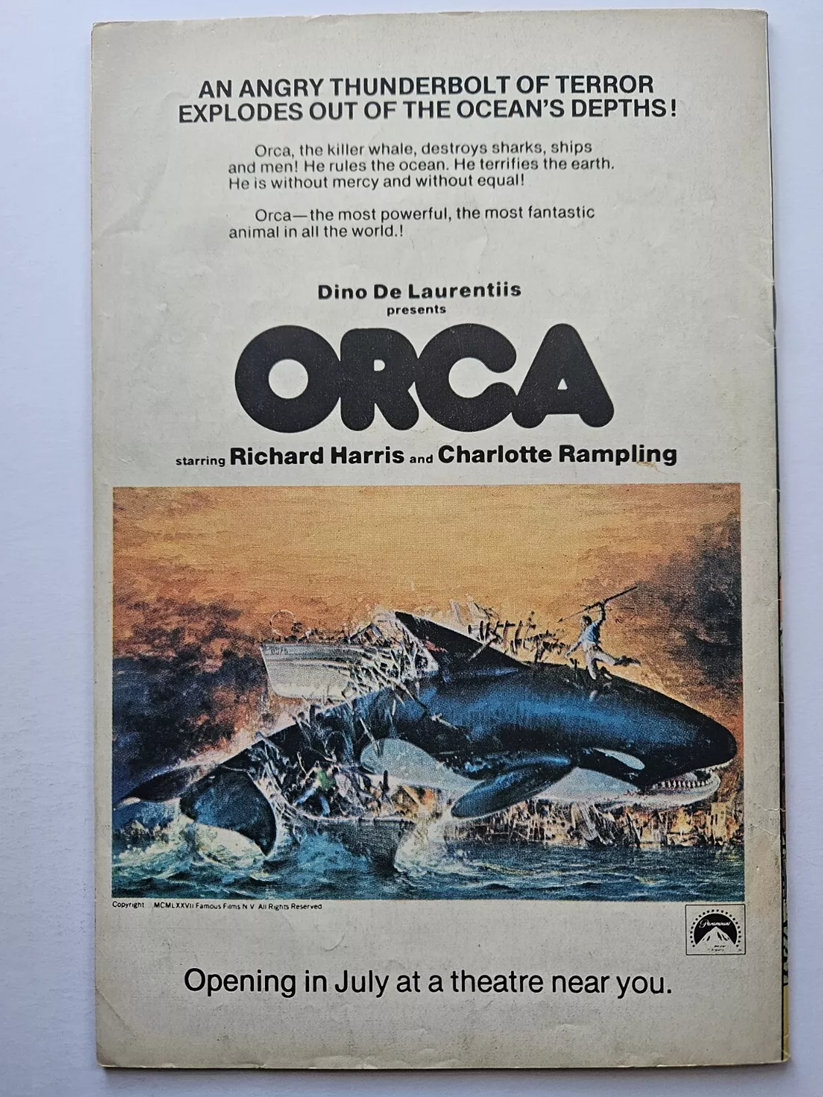 AN ANGRY THUNDERBOLT OF TERROR
EXPLODES OUT OF THE OCEAN'S DEPTHS!
Orca, the killer whale, destroys sharks, ships
and men! He rules the ocean. He terrifies the earth.
He is without mercy and without equal!
Orca—the most powerful, the most fantastic
animal in all the world.!
Dino De Laurentiis
presents
ORCA
starring Richard Harris and Charlotte Rampling
Copyright MCMLXXVII Famous Films N.V. All Rights Reserved
Paramount
Opening in July at a theatre near you.